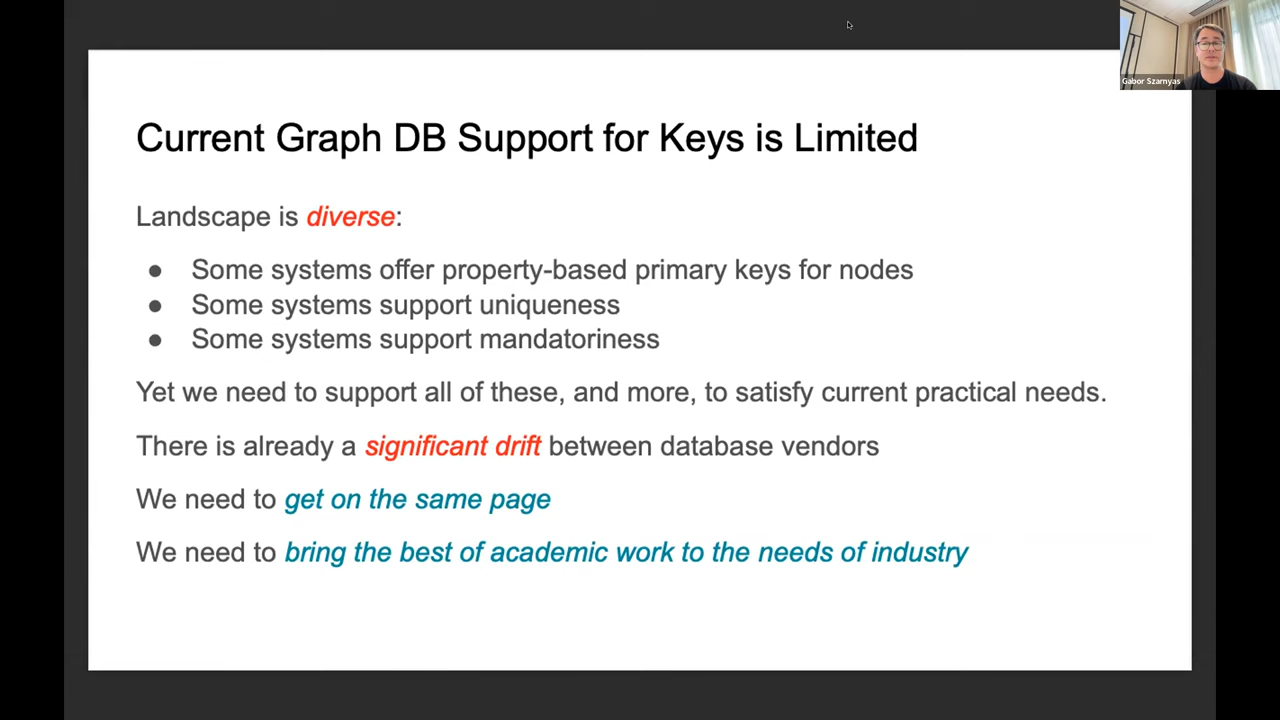 Gabor Szarnyas
Current Graph DB Support for Keys is Limited
Landscape is diverse:
● Some systems offer property-based primary keys for nodes
● Some systems support uniqueness
● Some systems support mandatoriness
Yet we need to support all of these, and more, to satisfy current practical needs.
There is already a significant drift between database vendors
We need to get on the same page
We need to bring the best of academic work to the needs of industry